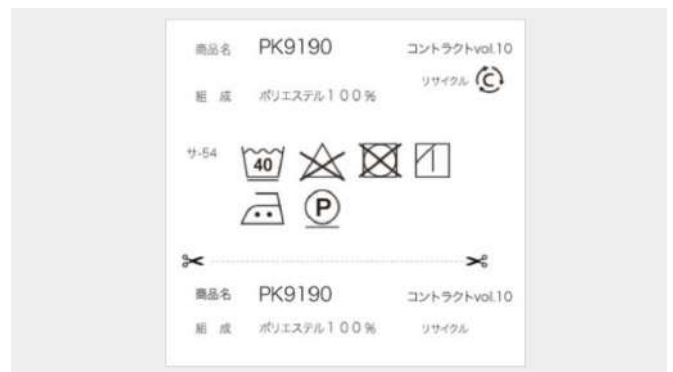 商品名 PK9190 コントラクトvol.10
リサイクル C
組 成 ポリエステル100%
サ-54
40
P
商品名 PK9190 コントラクトvol.10
組 成 ポリエステル100% リサイクル